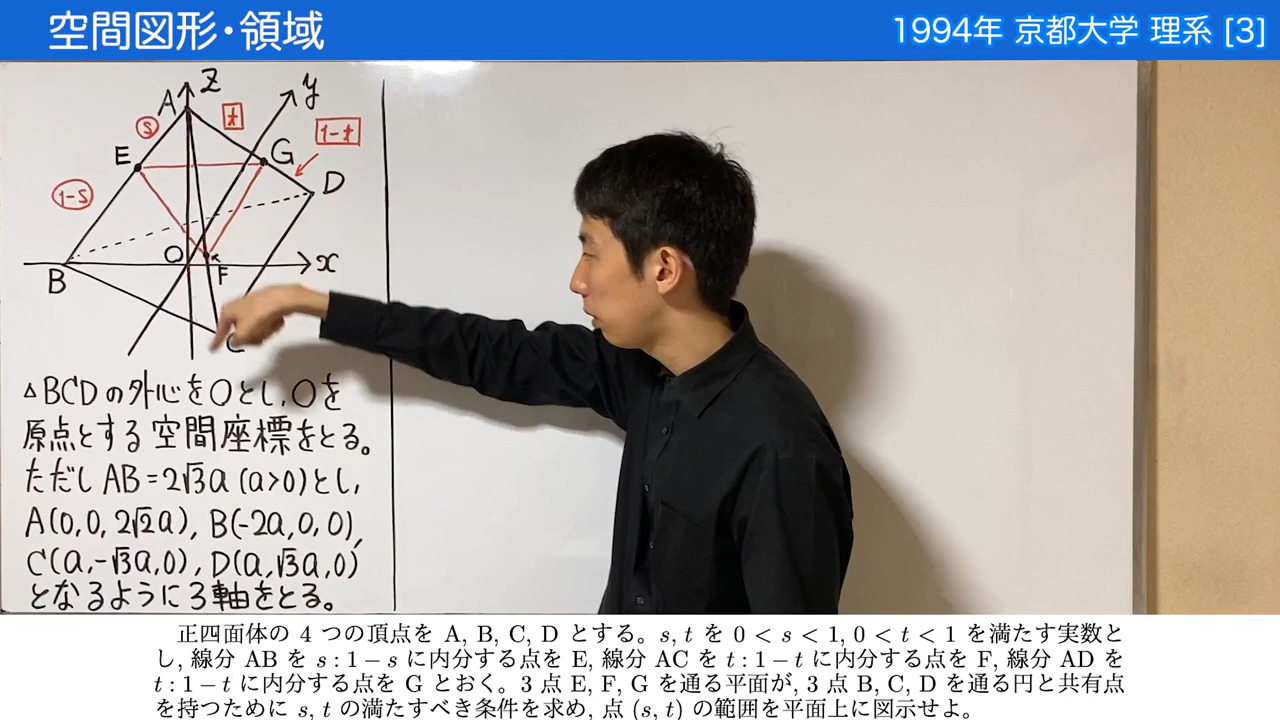 空間図形・領域
1994年 京都大学 理系 [3]
A
z
y
s
t
1-t
E
G
D
1-s
O
x
B
F
C
△BCDの外心をOとし,Oを
原点とする空間座標をとる。
ただしAB=2√3a(a>0)とし,
A(0,0,2√2a), B(-2a,0,0),
C(a,-√3a,0), D(a,√3a,0)
となるように3軸をとる。
正四面体の 4 つの頂点を A, B, C, D とする。s, t を 0 < s < 1, 0 < t < 1 を満たす実数と
し, 線分 AB を s : 1 − s に内分する点を E, 線分 AC を t : 1 − t に内分する点を F, 線分 AD を
t : 1 − t に内分する点を G とおく。3 点 E, F, G を通る平面が, 3 点 B, C, D を通る円と共有点
を持つために s, t の満たすべき条件を求め, 点 (s, t) の範囲を平面上に図示せよ。